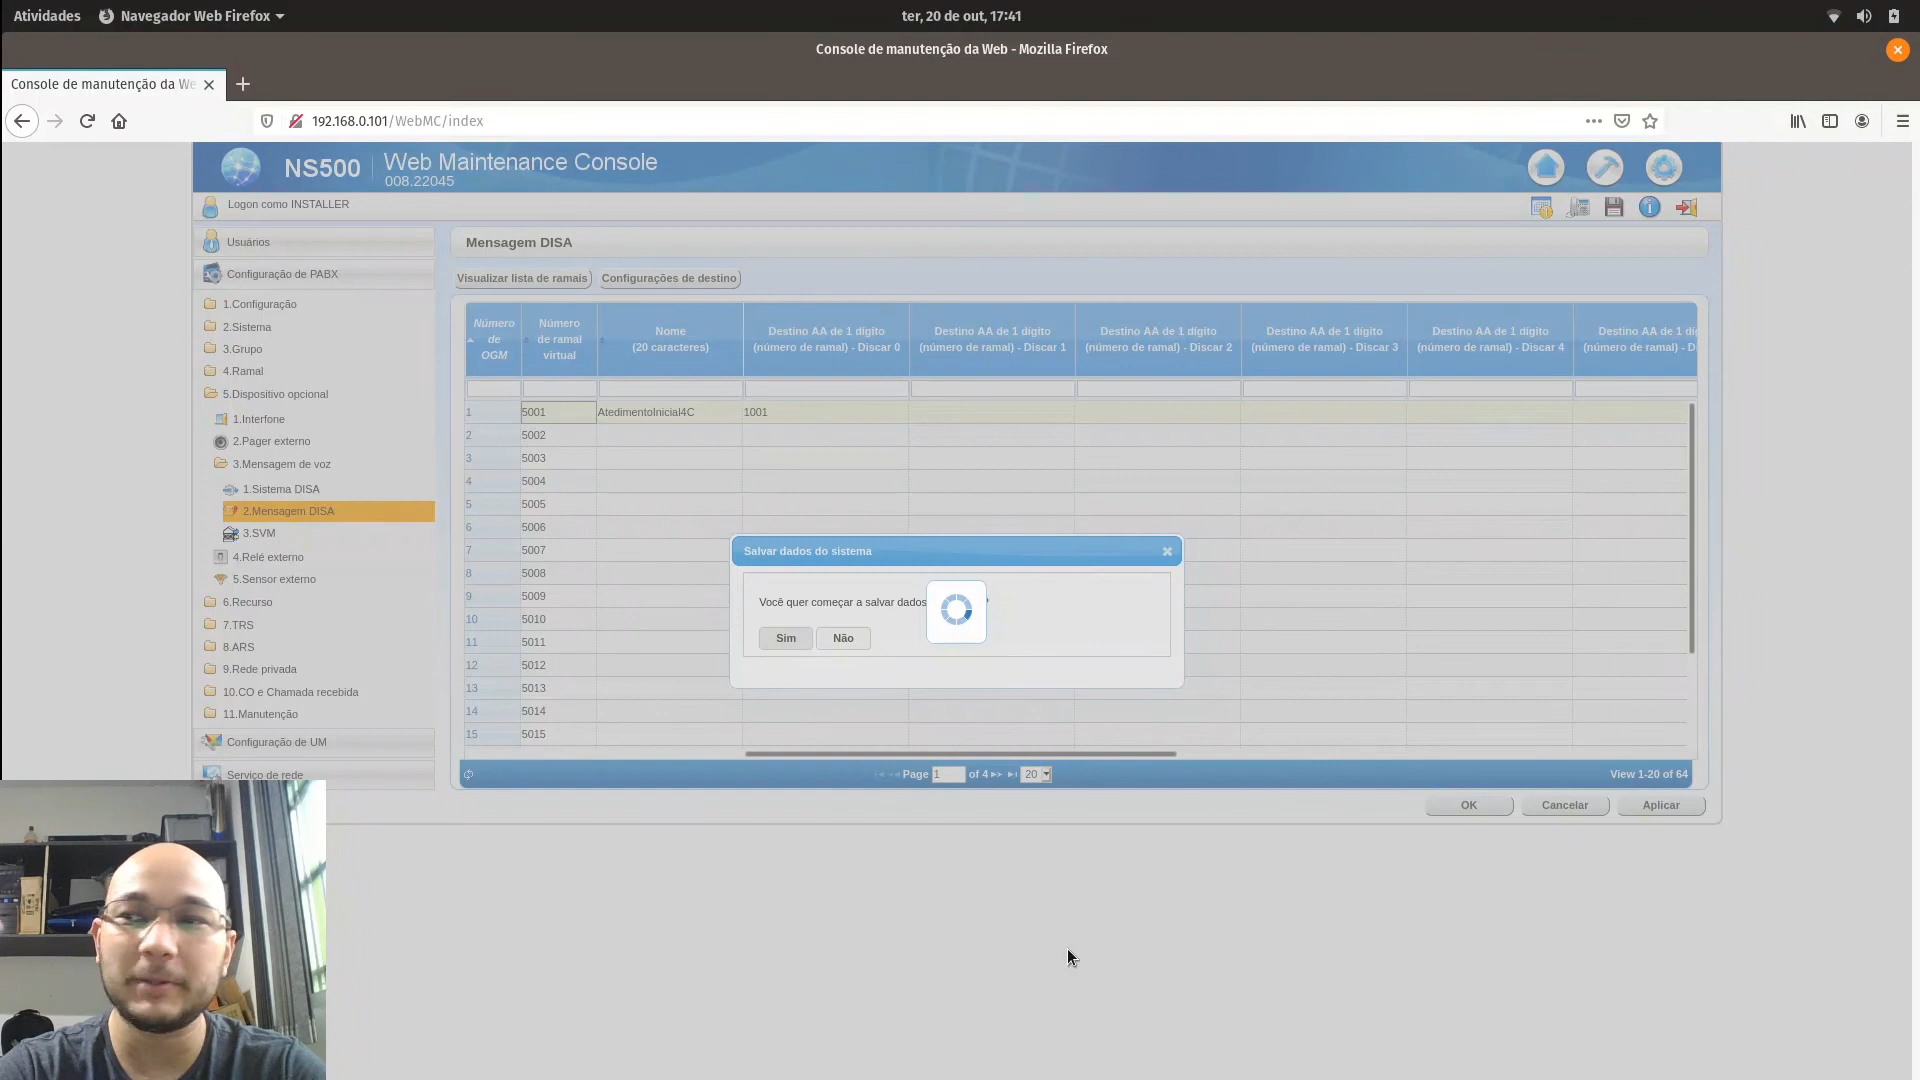 Atividades
Navegador Web Firefox
ter, 20 de out, 17:41
Console de manutenção da Web - Mozilla Firefox
Console de manutenção da We
192.168.0.101/WebMC/index
NS500
Web Maintenance Console
008.22045
Logon como INSTALLER
Usuários
Configuração de PABX
1.Configuração
2.Sistema
3.Grupo
4.Ramal
5.Dispositivo opcional
1.Interfone
2.Pager externo
3.Mensagem de voz
1.Sistema DISA
2.Mensagem DISA
3.SVM
4.Relé externo
5.Sensor externo
6.Recurso
7.TRS
8.ARS
9.Rede privada
10.CO e Chamada recebida
11.Manutenção
Configuração de UM
Serviço de rede
Mensagem DISA
Visualizar lista de ramais
Configurações de destino
Número de OGM
Número de ramal virtual
Nome (20 caracteres)
Destino AA de 1 dígito (número de ramal) - Discar 0
Destino AA de 1 dígito (número de ramal) - Discar 1
Destino AA de 1 dígito (número de ramal) - Discar 2
Destino AA de 1 dígito (número de ramal) - Discar 3
Destino AA de 1 dígito (número de ramal) - Discar 4
Destino AA de 1 díg (número de ramal) - D
1 5001 AtedimentoInicial4C 1001
2 5002
3 5003
4 5004
5 5005
6 5006
7 5007
8 5008
9 5009
10 5010
11 5011
12 5012
13 5013
14 5014
15 5015
Salvar dados do sistema
Você quer começar a salvar dados
Sim
Não
Page 1 of 4 20
View 1-20 of 64
OK
Cancelar
Aplicar